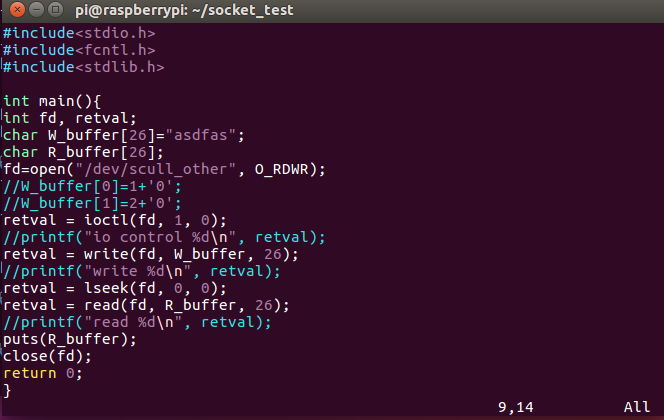 pi@raspberrypi: ~/socket_test
#include<stdio.h>
#include<fcntl.h>
#include<stdlib.h>

int main(){
int fd, retval;
char W_buffer[26]="asdfas";
char R_buffer[26];
fd=open("/dev/scull_other", O_RDWR);
//W_buffer[0]=1+'0';
//W_buffer[1]=2+'0';
retval = ioctl(fd, 1, 0);
//printf("io control %d\n", retval);
retval = write(fd, W_buffer, 26);
//printf("write %d\n", retval);
retval = lseek(fd, 0, 0);
retval = read(fd, R_buffer, 26);
//printf("read %d\n", retval);
puts(R_buffer);
close(fd);
return 0;
}
9,14 All